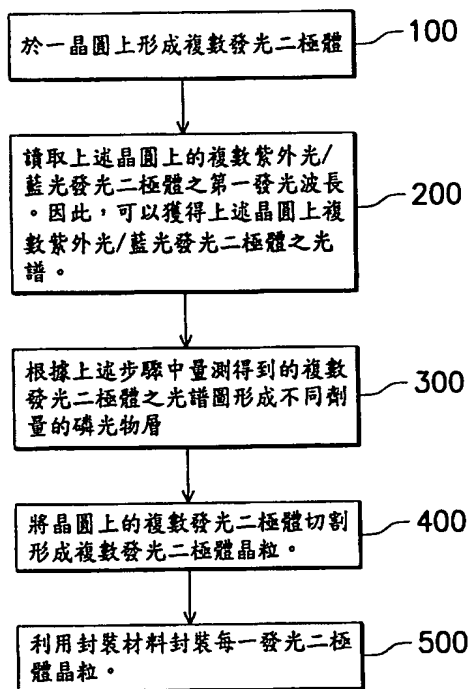 於一晶圓上形成複數發光二極體
100
讀取上述晶圓上的複數紫外光/
藍光發光二極體之第一發光波長
。因此，可以獲得上述晶圓上複
數紫外光/藍光發光二極體之光
譜。
200
根據上述步驟中量測得到的複數
發光二極體之光譜圖形成不同劑
量的磷光物層
300
將晶圓上的複數發光二極體切割
形成複數發光二極體晶粒。
400
利用封裝材料封裝每一發光二極
體晶粒。
500